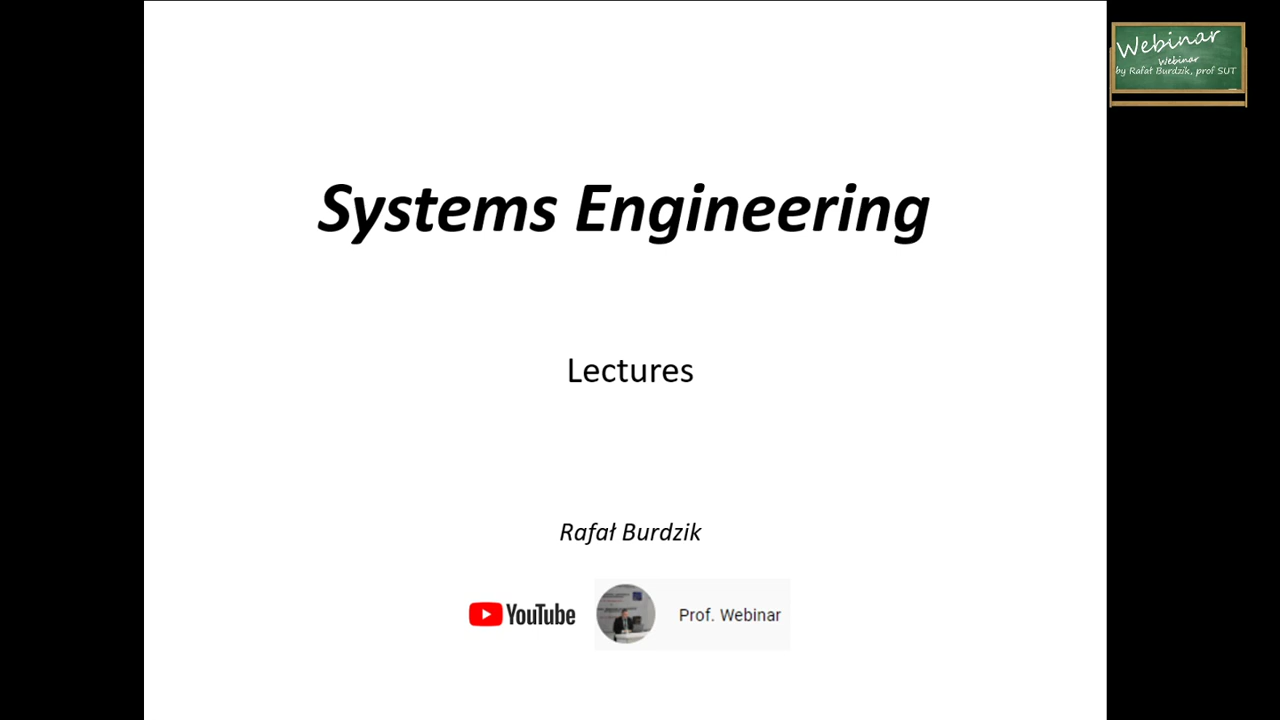 Webinar
Webinar
by Rafał Burdzik, prof SUT
Systems Engineering
Lectures
Rafał Burdzik
YouTube
Prof. Webinar